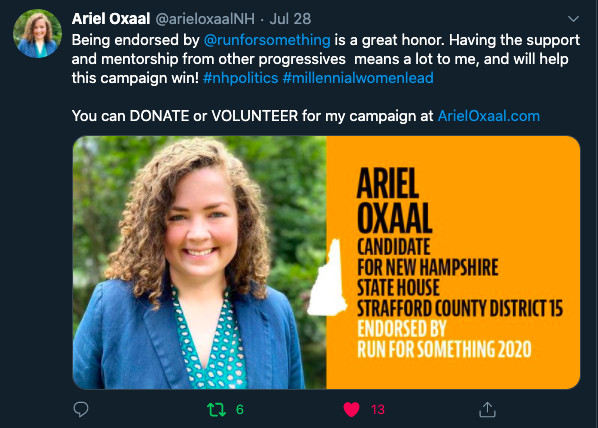 Ariel Oxaal @arieloxaalNH · Jul 28
Being endorsed by @runforsomething is a great honor. Having the support
and mentorship from other progressives means a lot to me, and will help
this campaign win! #nhpolitics #millennialwomenlead
You can DONATE or VOLUNTEER for my campaign at ArielOxaal.com
ARIEL
OXAAL
CANDIDATE
FOR NEW HAMPSHIRE
STATE HOUSE
STRAFFORD COUNTY DISTRICT 15
ENDORSED BY
RUN FOR SOMETHING 2020
6 13